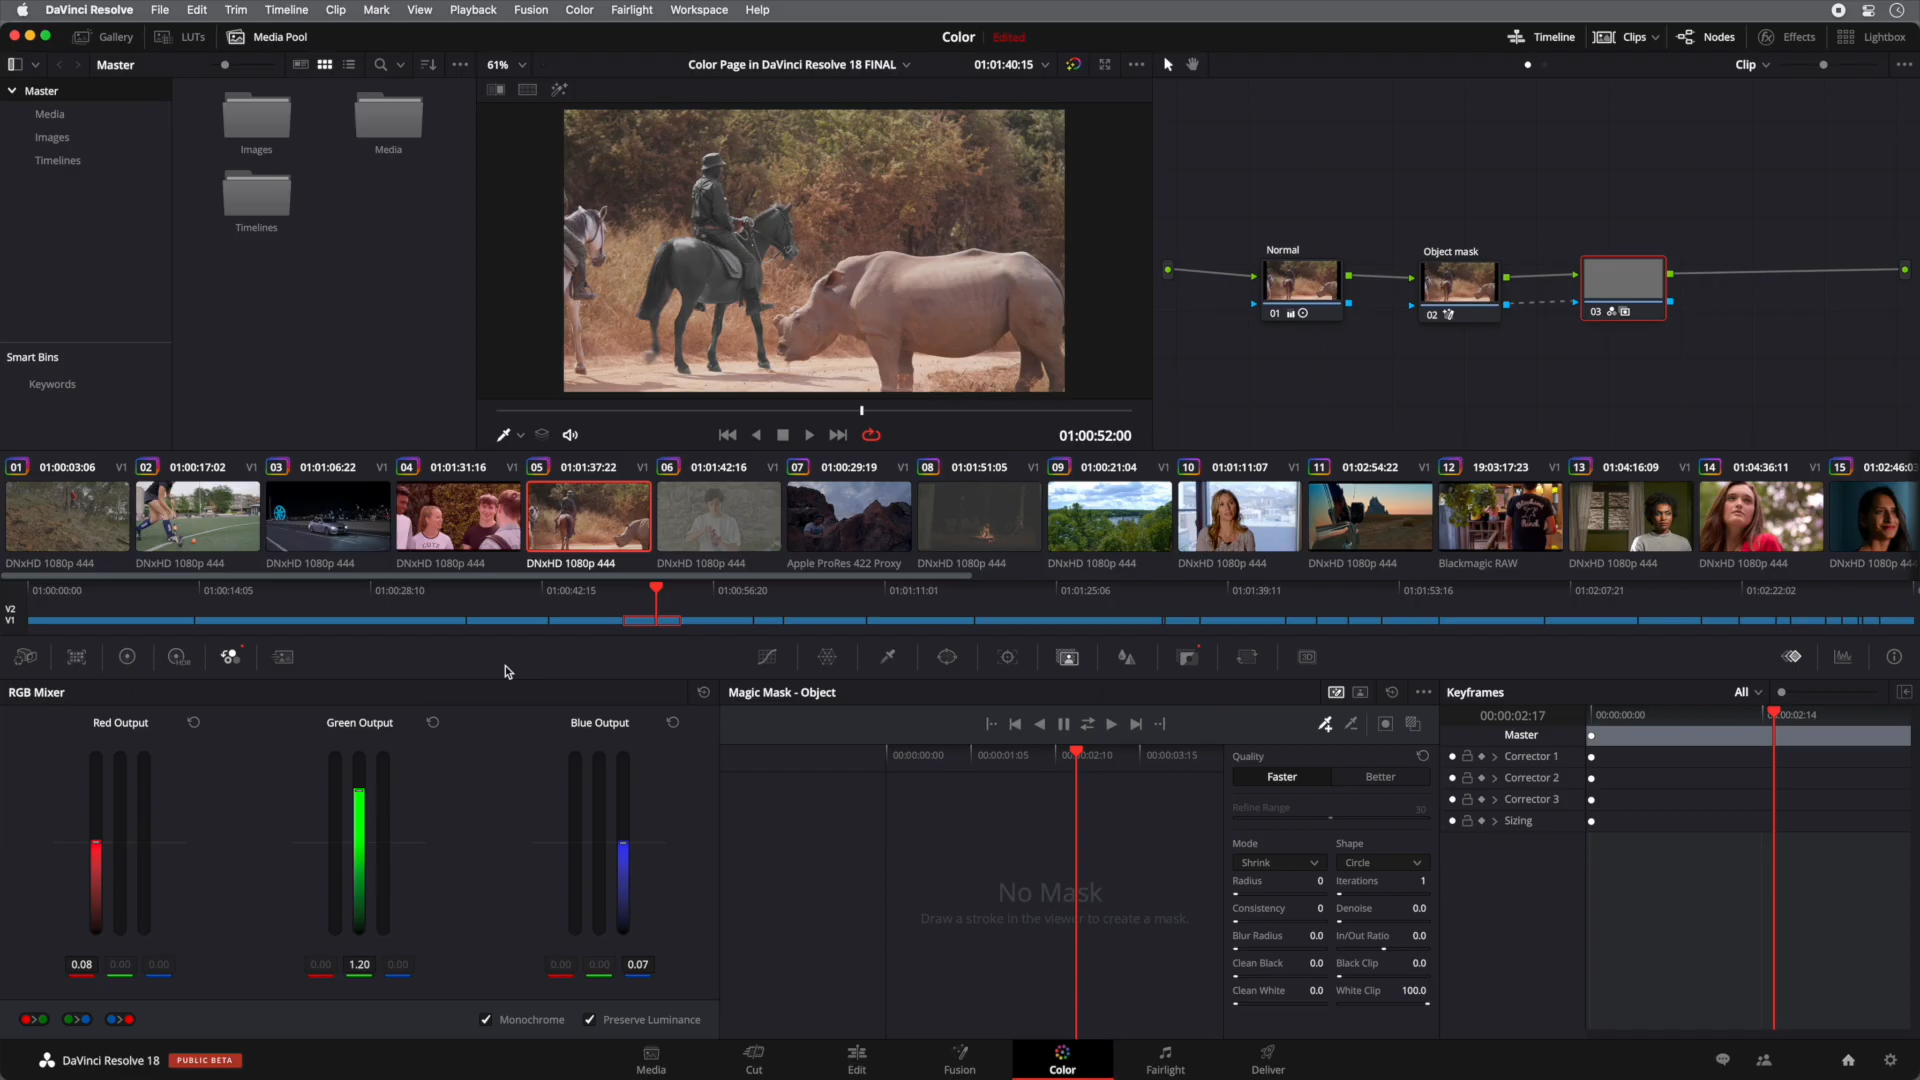 DaVinci Resolve File Edit Trim Timeline Clip Mark View Playback Fusion Color Fairlight Workspace Help
Gallery LUTs Media Pool Color Edited Timeline Clips Nodes Effects Lightbox
Master 61% Color Page in DaVinci Resolve 18 FINAL 01:01:40:15 Clip
Master
Media
Images
Timelines
Images Media
Timelines
Smart Bins
Keywords
01:00:52:00
Normal
01
Object mask
02
03
01 01:00:03:06 V1 02 01:00:17:02 V1 03 01:01:06:22 V1 04 01:01:31:16 V1 05 01:01:37:22 V1 06 01:01:42:16 V1 07 01:00:29:19 V1 08 01:01:51:05 V1 09 01:00:21:04 V1 10 01:01:11:07 V1 11 01:02:54:22 V1 12 19:03:17:23 V1 13 01:04:16:09 V1 14 01:04:36:11 V1 15 01:02:46:03
DNxHD 1080p 444 DNxHD 1080p 444 DNxHD 1080p 444 DNxHD 1080p 444 DNxHD 1080p 444 DNxHD 1080p 444 Apple ProRes 422 Proxy DNxHD 1080p 444 DNxHD 1080p 444 DNxHD 1080p 444 DNxHD 1080p 444 Blackmagic RAW DNxHD 1080p 444 DNxHD 1080p 444 DNxHD 1080p 444
01:00:00:00 01:00:14:05 01:00:28:10 01:00:42:15 01:00:56:20 01:01:11:01 01:01:25:06 01:01:39:11 01:01:53:16 01:02:07:21 01:02:22:02
V2
V1
HDR 3D
RGB Mixer
Red Output Green Output Blue Output
0.08 0.00 0.00 0.00 1.20 0.00 0.00 0.00 0.07
Monochrome Preserve Luminance
Magic Mask - Object
00:00:00:00 00:00:01:05 00:00:02:10 00:00:03:15
No Mask
Draw a stroke in the viewer to create a mask.
Quality
Faster Better
Refine Range 30
Mode Shape
Shrink Circle
Radius 0 Iterations 1
Consistency 0 Denoise 0.0
Blur Radius 0.0 In/Out Ratio 0.0
Clean Black 0.0 Black Clip 0.0
Clean White 0.0 White Clip 100.0
Keyframes All
00:00:02:17 00:00:00:00 00:00:02:14
Master
Corrector 1
Corrector 2
Corrector 3
Sizing
DaVinci Resolve 18 PUBLIC BETA
Media Cut Edit Fusion Color Fairlight Deliver